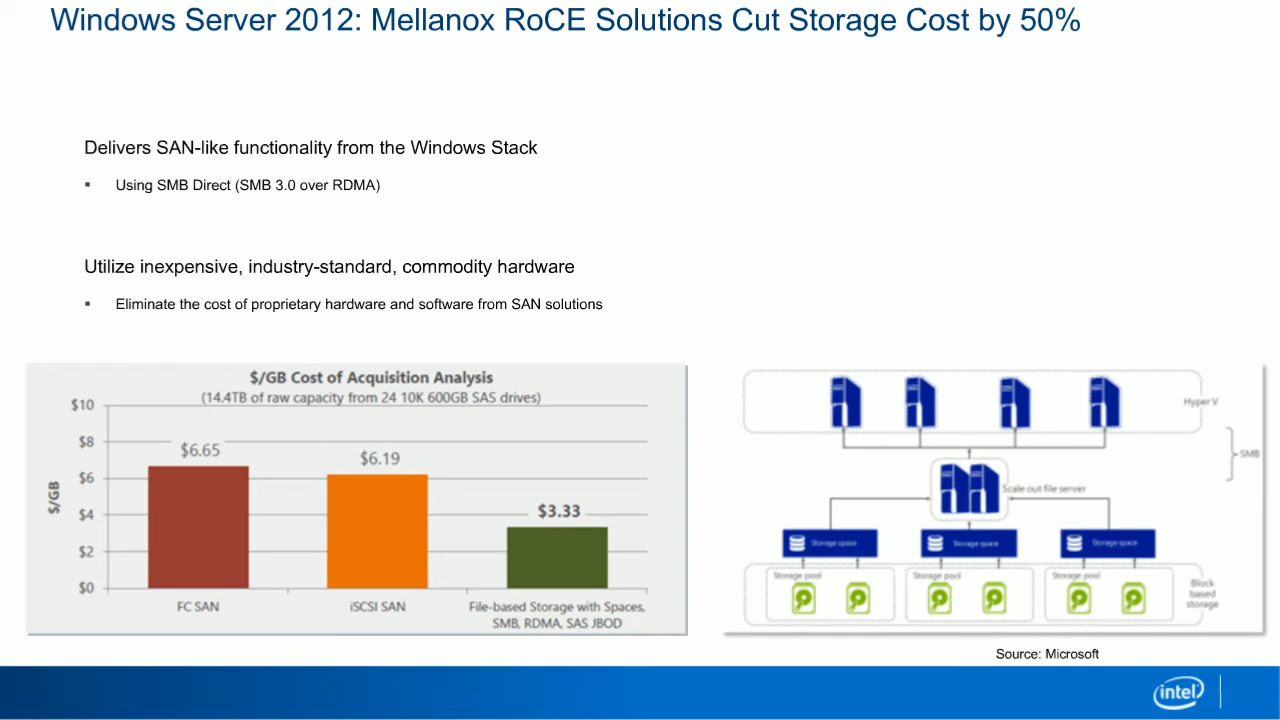 Windows Server 2012: Mellanox RoCE Solutions Cut Storage Cost by 50%
Delivers SAN-like functionality from the Windows Stack
▪ Using SMB Direct (SMB 3.0 over RDMA)
Utilize inexpensive, industry-standard, commodity hardware
▪ Eliminate the cost of proprietary hardware and software from SAN solutions
$/GB Cost of Acquisition Analysis
(14.4TB of raw capacity from 24 10K 600GB SAS drives)
$/GB
$10
$8
$6
$4
$2
$0
$6.65
$6.19
$3.33
FC SAN
iSCSI SAN
File-based Storage with Spaces,
SMB, RDMA, SAS JBOD
Hyper V
SMB
Scale out file server
Storage space
Storage space
Storage space
Storage pool
Storage pool
Storage pool
Block
based
storage
Source: Microsoft
intel